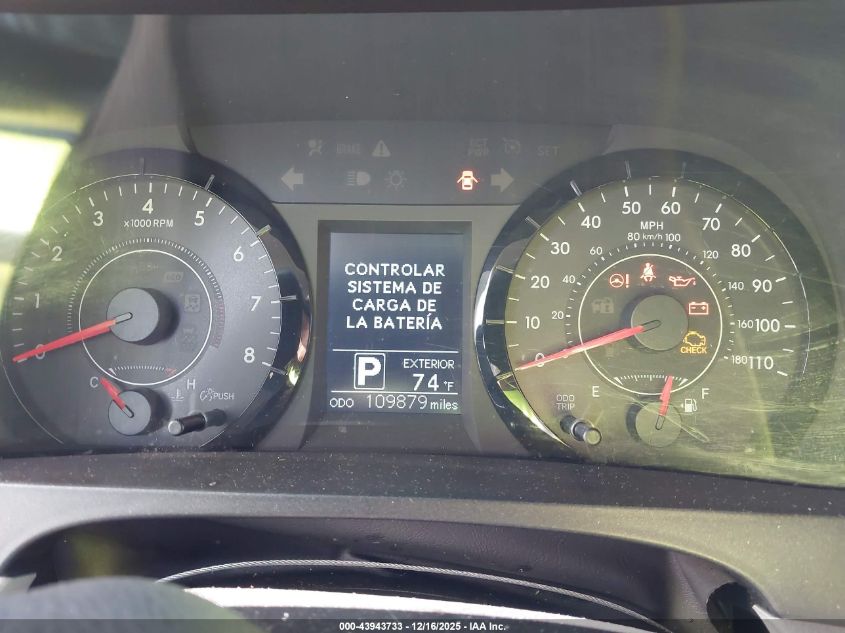 BRAKE
ECT
PWR
SET
x1000 RPM
0 1 2 3 4 5 6 7 8
C H
PUSH
CONTROLAR
SISTEMA DE
CARGA DE
LA BATERÍA
P EXTERIOR
74 °F
ODO 109879 miles
MPH
80 km/h 100
0 10 20 30 40 50 60 70 80 90 100 110
20 40 60 120 140 160 180
CHECK
ODO
TRIP
E F
000-43943733 - 12/16/2025 - IAA Inc.